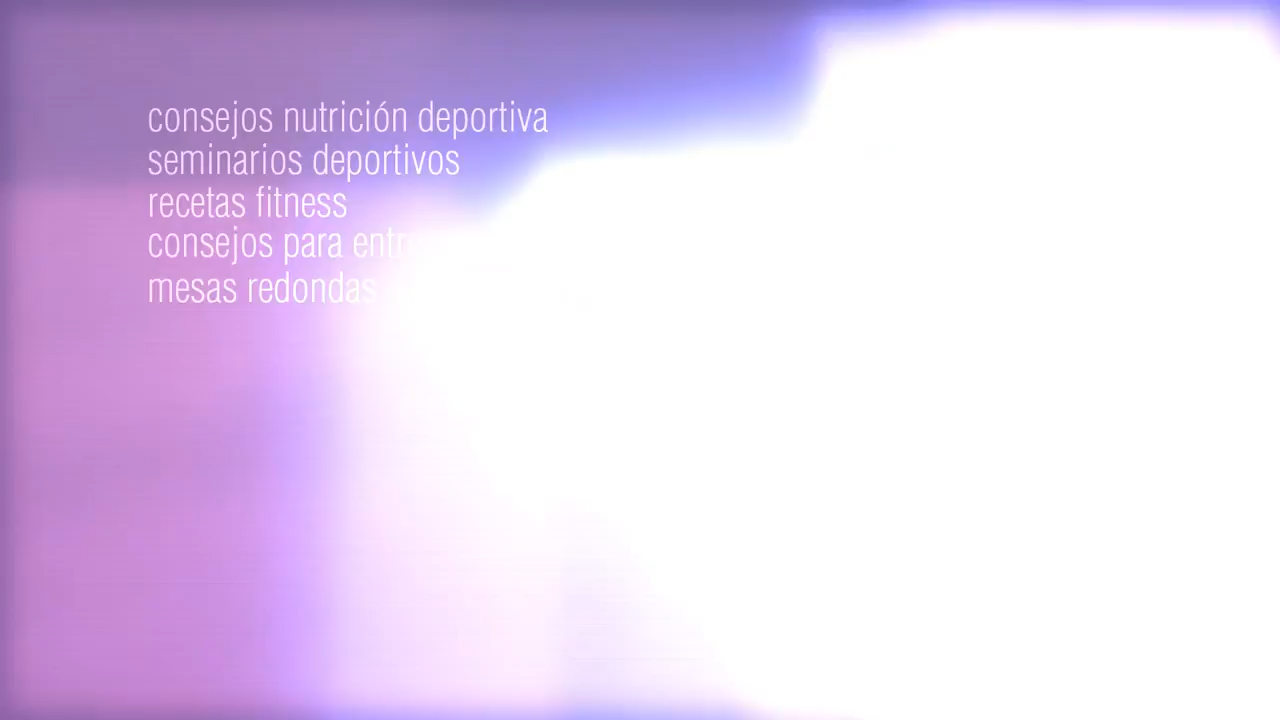 consejos nutrición deportiva
seminarios deportivos
recetas fitness
consejos para
mesas redondas